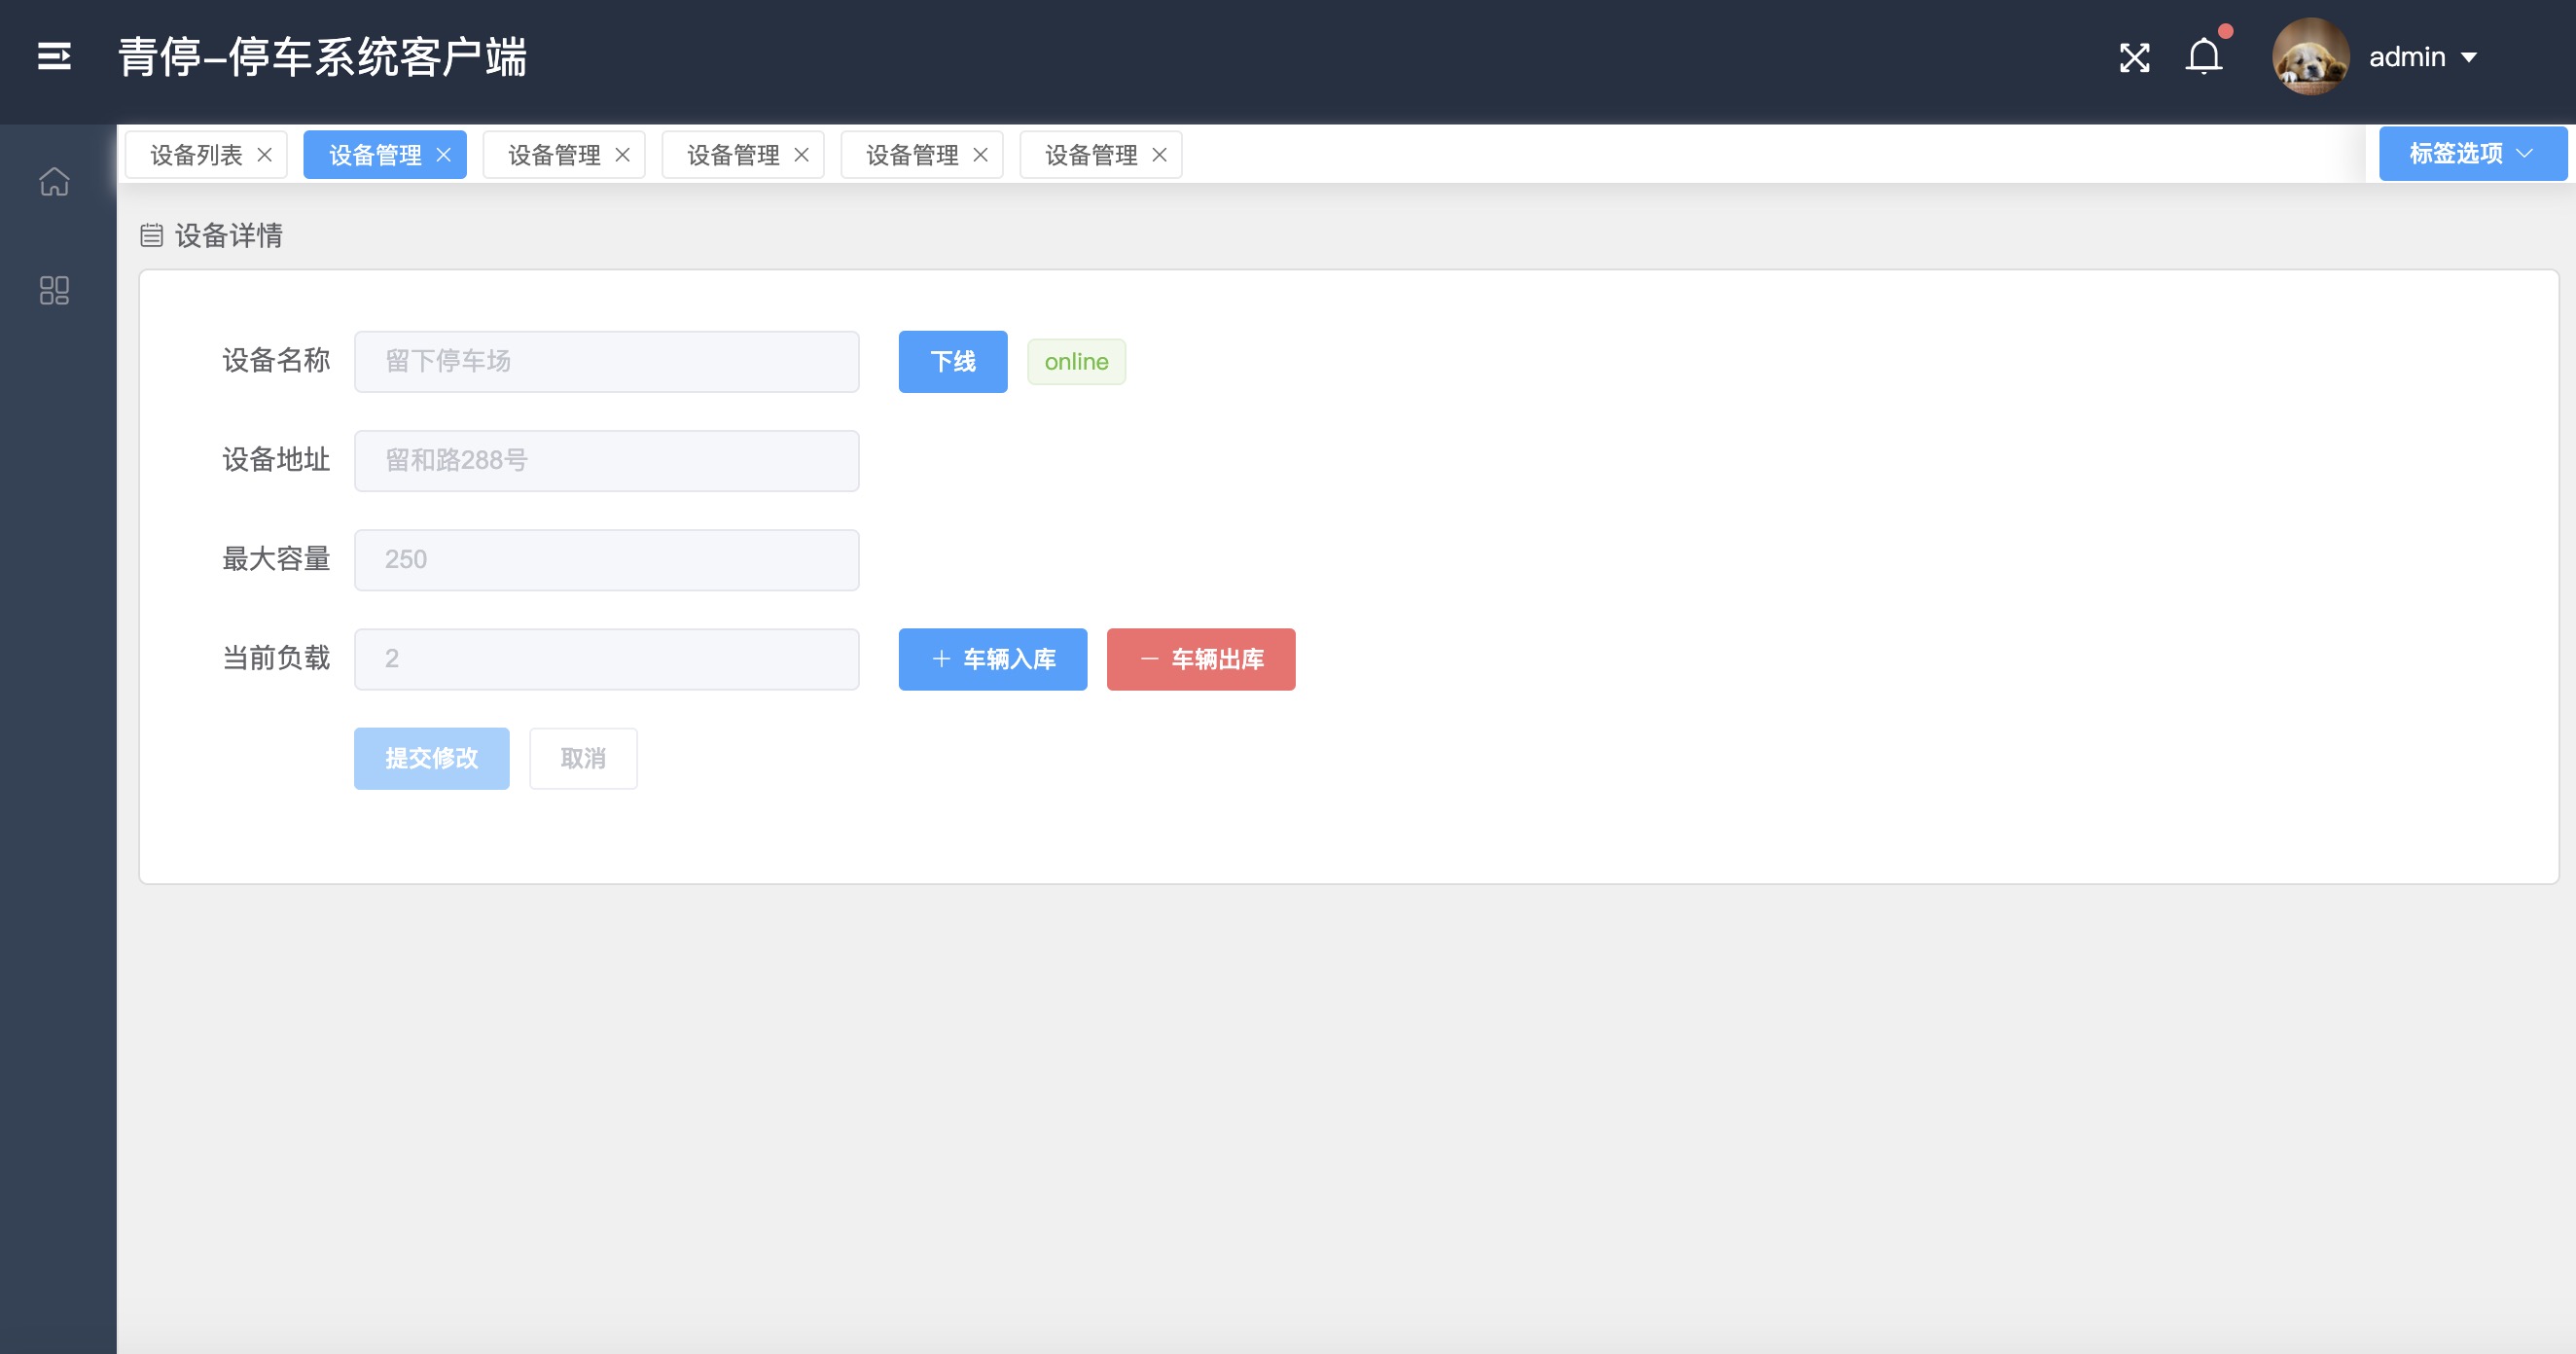 青停-停车系统客户端
admin
设备列表 设备管理 设备管理 设备管理 设备管理 设备管理 标签选项
设备详情
设备名称 留下停车场 下线 online
设备地址 留和路288号
最大容量 250
当前负载 2 + 车辆入库 - 车辆出库
提交修改 取消